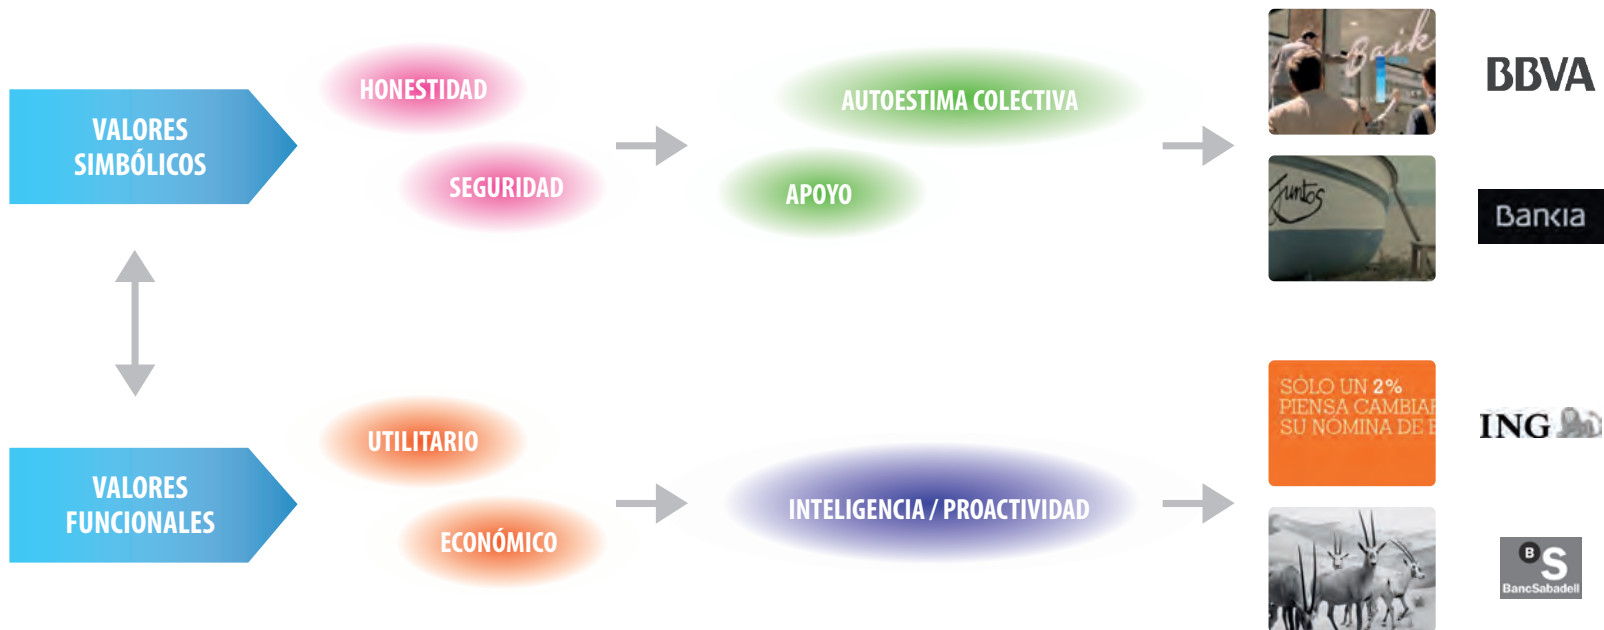 VALORES
SIMBÓLICOS
HONESTIDAD
SEGURIDAD
AUTOESTIMA COLECTIVA
APOYO
Baik
BBVA
Juntos
Bankia
VALORES
FUNCIONALES
UTILITARIO
ECONÓMICO
INTELIGENCIA / PROACTIVIDAD
SÓLO UN 2%
PIENSA CAMBIAR
SU NÓMINA DE
ING
B
S
BancSabadell